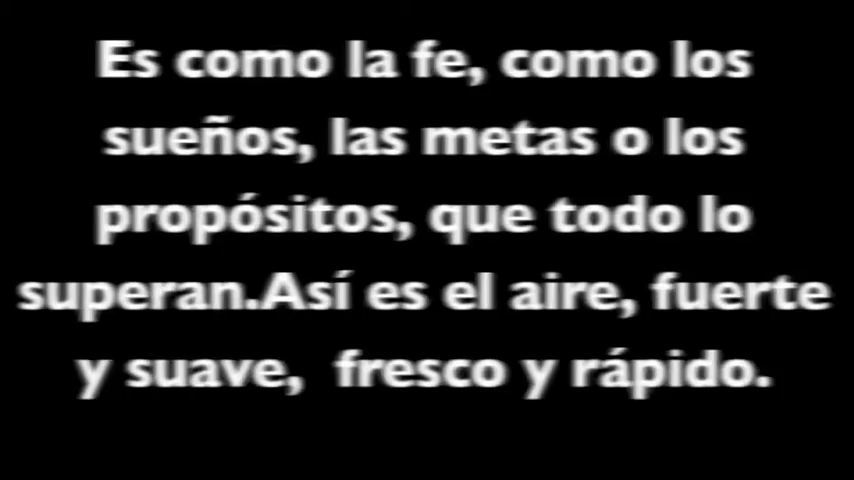 Es como la fe, como los
sueños, las metas o los
propósitos, que todo lo
superan.Así es el aire, fuerte
y suave,  fresco y rápido.